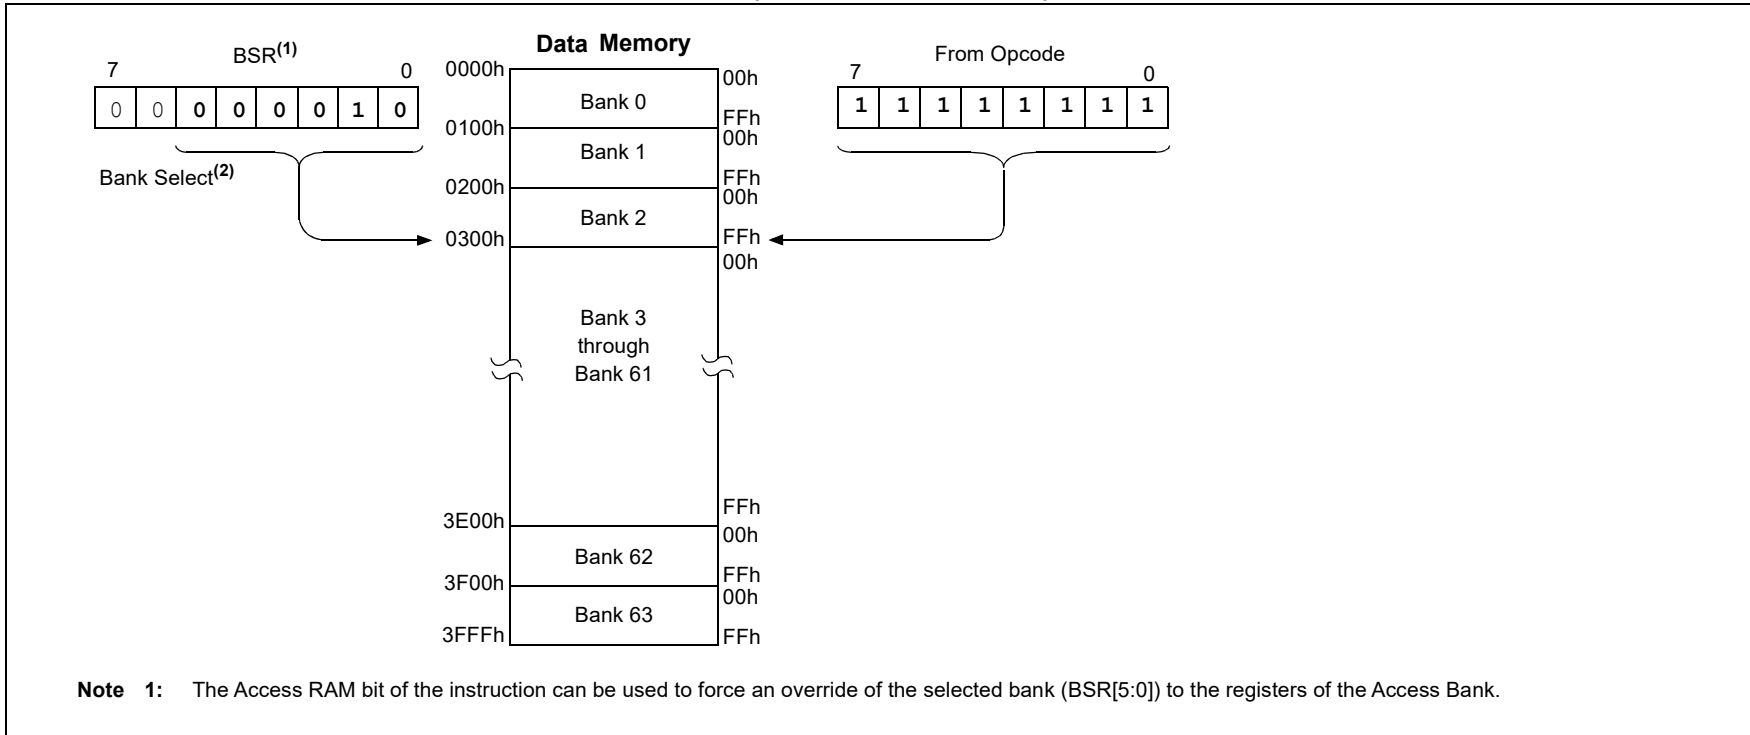 Data Memory
BSR(1)
7 0
0 0 0 0 0 0 1 0
Bank Select(2)
From Opcode
7 0
1 1 1 1 1 1 1 1
0000h
00h
Bank 0
FFh
0100h
00h
Bank 1
FFh
0200h
00h
Bank 2
FFh
0300h
00h
Bank 3
through
Bank 61
FFh
3E00h
00h
Bank 62
FFh
3F00h
00h
Bank 63
3FFFh
FFh
Note 1: The Access RAM bit of the instruction can be used to force an override of the selected bank (BSR[5:0]) to the registers of the Access Bank.